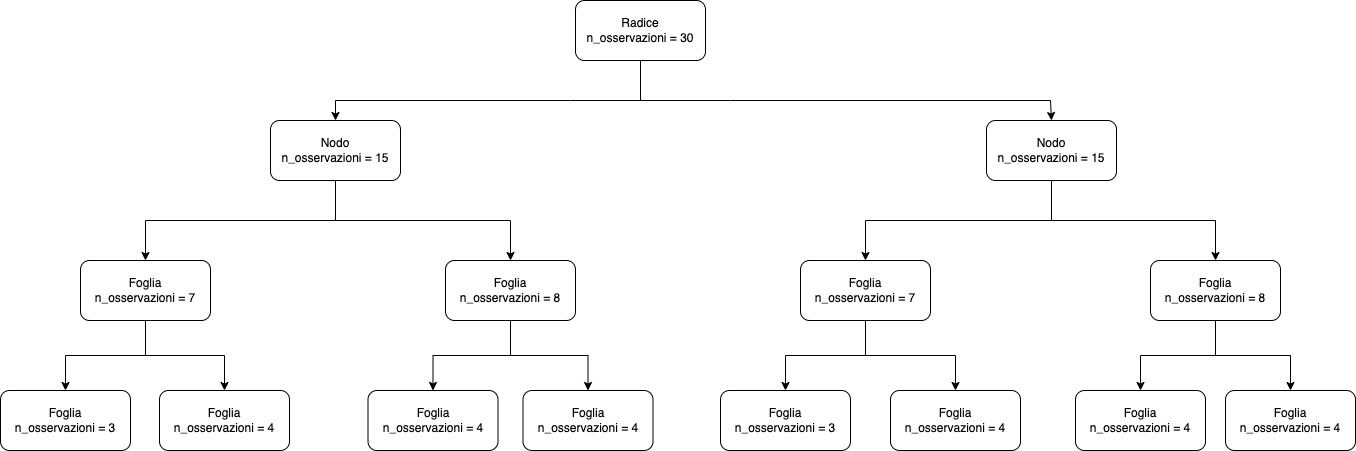 Radice
n_osservazioni = 30
Nodo
n_osservazioni = 15
Nodo
n_osservazioni = 15
Foglia
n_osservazioni = 7
Foglia
n_osservazioni = 8
Foglia
n_osservazioni = 7
Foglia
n_osservazioni = 8
Foglia
n_osservazioni = 3
Foglia
n_osservazioni = 4
Foglia
n_osservazioni = 4
Foglia
n_osservazioni = 4
Foglia
n_osservazioni = 3
Foglia
n_osservazioni = 4
Foglia
n_osservazioni = 4
Foglia
n_osservazioni = 4